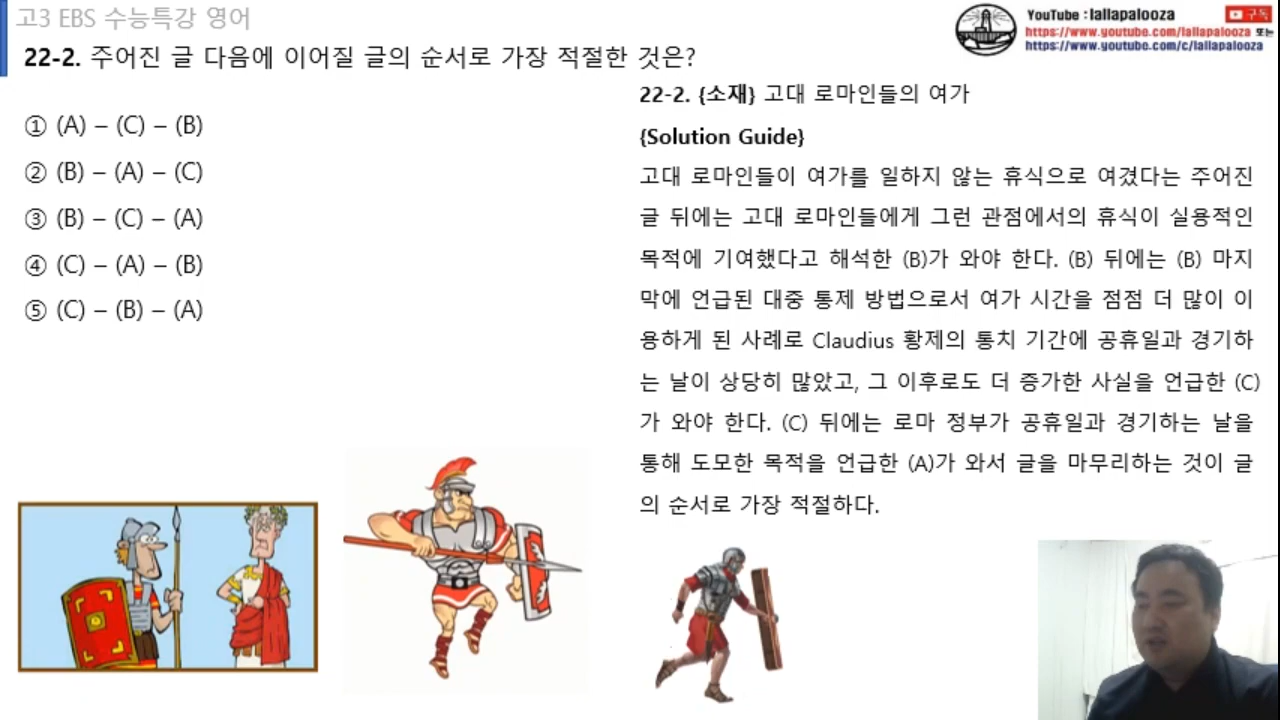 고3 EBS 수능특강 영어
22-2. 주어진 글 다음에 이어질 글의 순서로 가장 적절한 것은?
① (A) – (C) – (B)
② (B) – (A) – (C)
③ (B) – (C) – (A)
④ (C) – (A) – (B)
⑤ (C) – (B) – (A)
YouTube : lallapalooza
구독
https://www.youtube.com/lallapalooza 또는
https://www.youtube.com/c/lallapalooza
22-2. {소재} 고대 로마인들의 여가
{Solution Guide}
고대 로마인들이 여가를 일하지 않는 휴식으로 여겼다는 주어진
글 뒤에는 고대 로마인들에게 그런 관점에서의 휴식이 실용적인
목적에 기여했다고 해석한 (B)가 와야 한다. (B) 뒤에는 (B) 마지
막에 언급된 대중 통제 방법으로서 여가 시간을 점점 더 많이 이
용하게 된 사례로 Claudius 황제의 통치 기간에 공휴일과 경기하
는 날이 상당히 많았고, 그 이후로도 더 증가한 사실을 언급한 (C)
가 와야 한다. (C) 뒤에는 로마 정부가 공휴일과 경기하는 날을
통해 도모한 목적을 언급한 (A)가 와서 글을 마무리하는 것이 글
의 순서로 가장 적절하다.